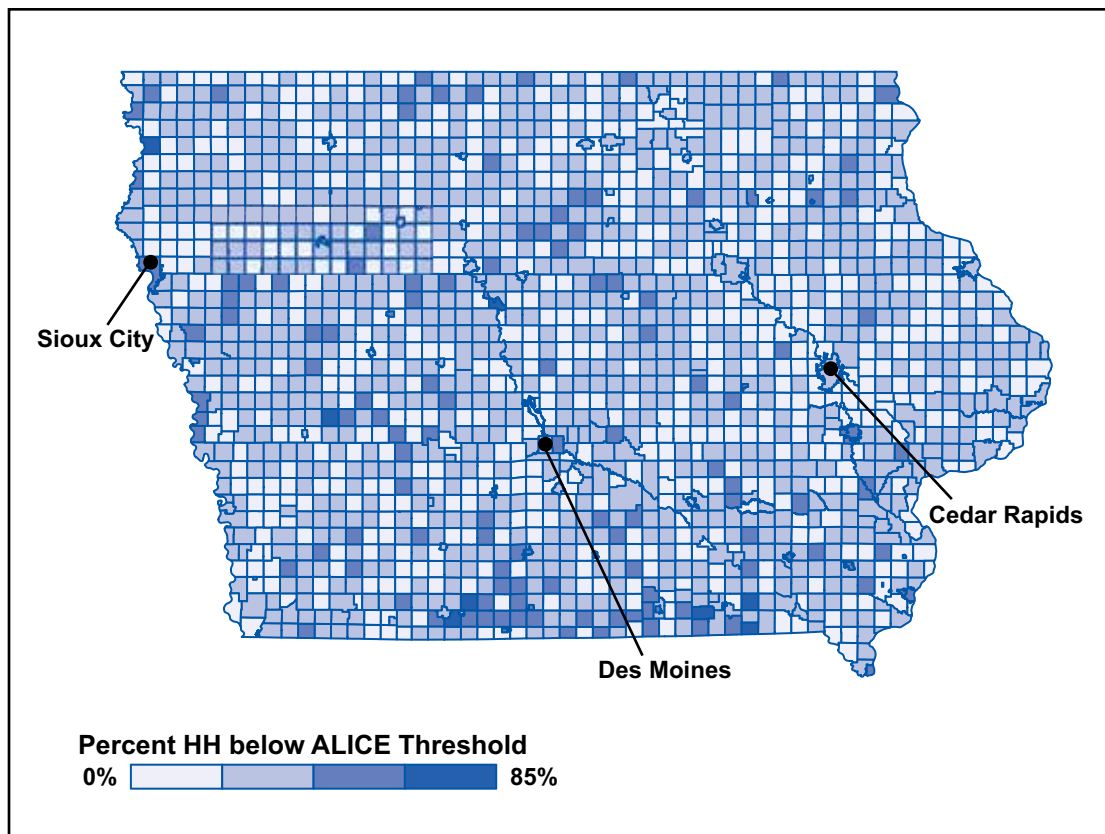 Sioux City
Cedar Rapids
Des Moines
Percent HH below ALICE Threshold
0% 85%